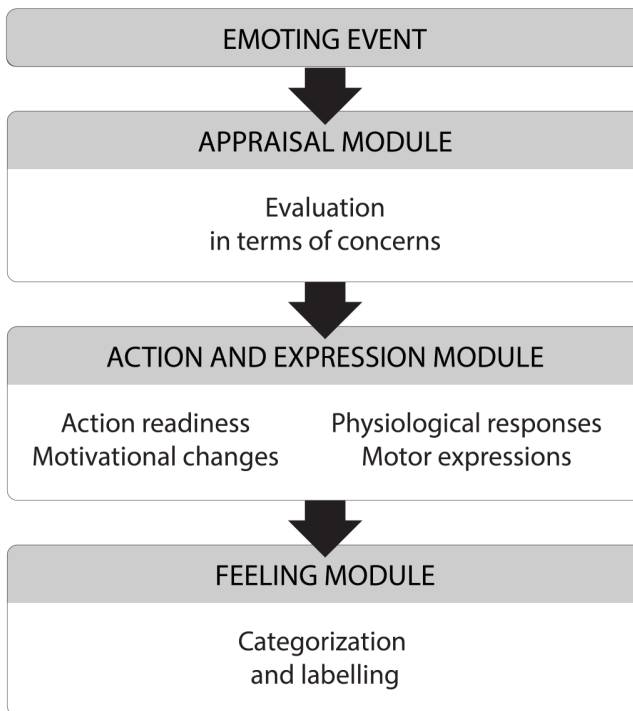 EMOTING EVENT
APPRAISAL MODULE
Evaluation
in terms of concerns
ACTION AND EXPRESSION MODULE
Action readiness
Motivational changes
Physiological responses
Motor expressions
FEELING MODULE
Categorization
and labelling